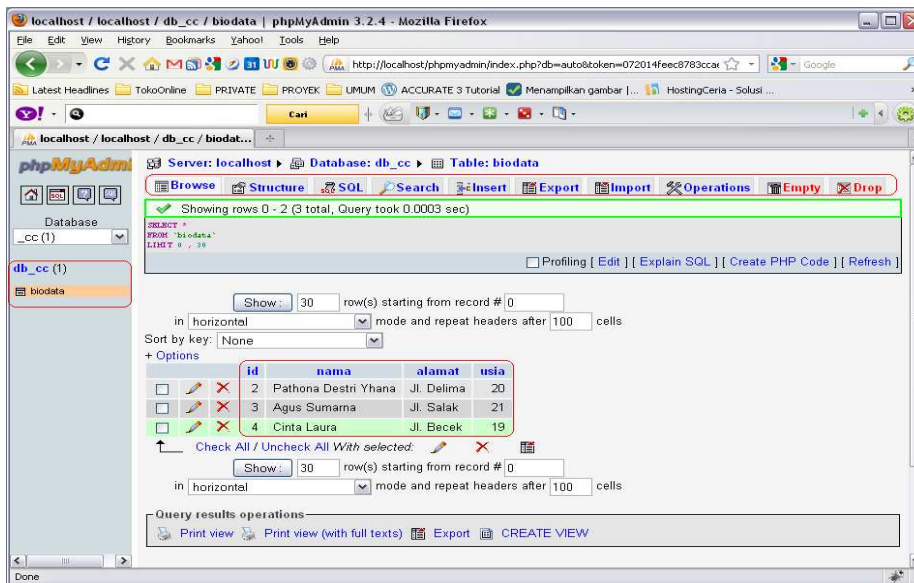 localhost / localhost / db_cc / biodata | phpMyAdmin 3.2.4 - Mozilla Firefox
File Edit View History Bookmarks Yahoo! Tools Help
http://localhost/phpmyadmin/index.php?db=auto&token=072014feec8783ccae
Google
Latest Headlines TokoOnline PRIVATE PROYEK UMUM ACCURATE 3 Tutorial Menampilkan gambar |... HostingCeria - Solusi ...
Cari
localhost / localhost / db_cc / biodat...
phpMyAdmi
Server: localhost Database: db_cc Table: biodata
Browse Structure SQL Search Insert Export Import Operations Empty Drop
Showing rows 0 - 2 (3 total, Query took 0.0003 sec)
Database
_cc (1)
SELECT *
FROM `biodata`
LIMIT 0 , 30
Profiling [ Edit ] [ Explain SQL ] [ Create PHP Code ] [ Refresh ]
db_cc (1)
biodata
Show : 30 row(s) starting from record # 0
in horizontal mode and repeat headers after 100 cells
Sort by key: None
+ Options
id nama alamat usia
2 Pathona Destri Yhana Jl. Delima 20
3 Agus Sumarna Jl. Salak 21
4 Cinta Laura Jl. Becek 19
Check All / Uncheck All With selected:
Show : 30 row(s) starting from record # 0
in horizontal mode and repeat headers after 100 cells
Query results operations
Print view Print view (with full texts) Export CREATE VIEW
Done